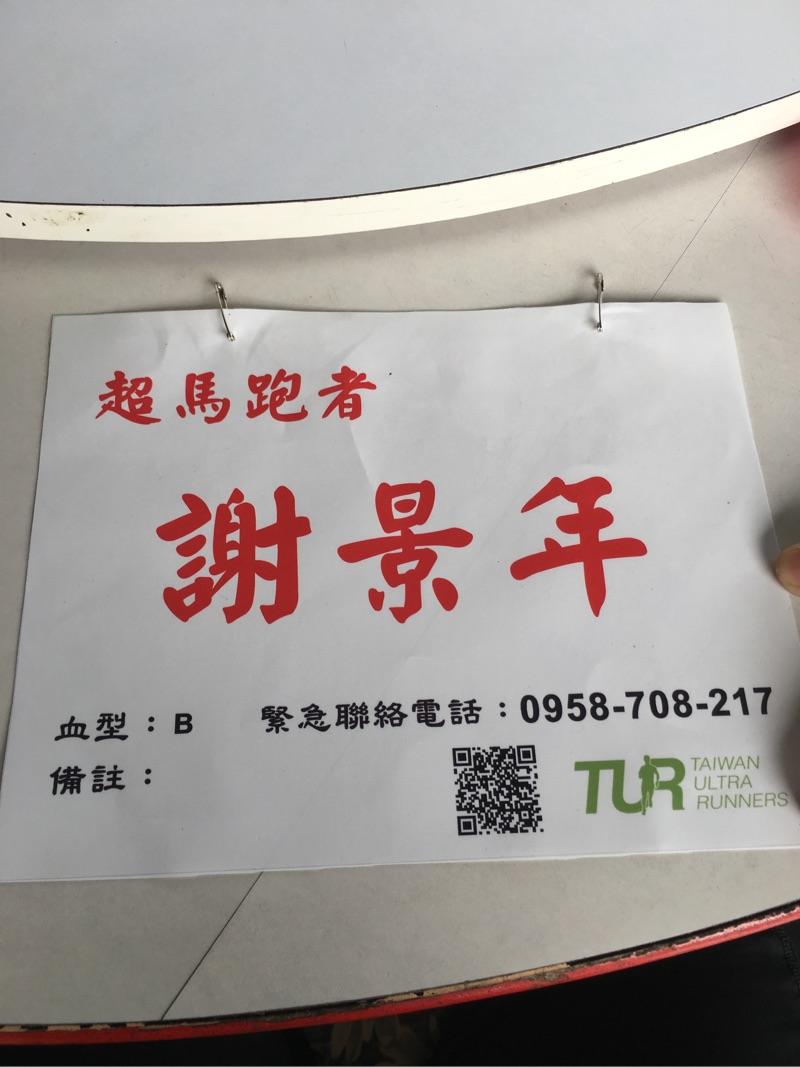 超馬跑者
謝景年
血型：B 緊急聯絡電話：0958-708-217
備註：
TUR TAIWAN
ULTRA
RUNNERS